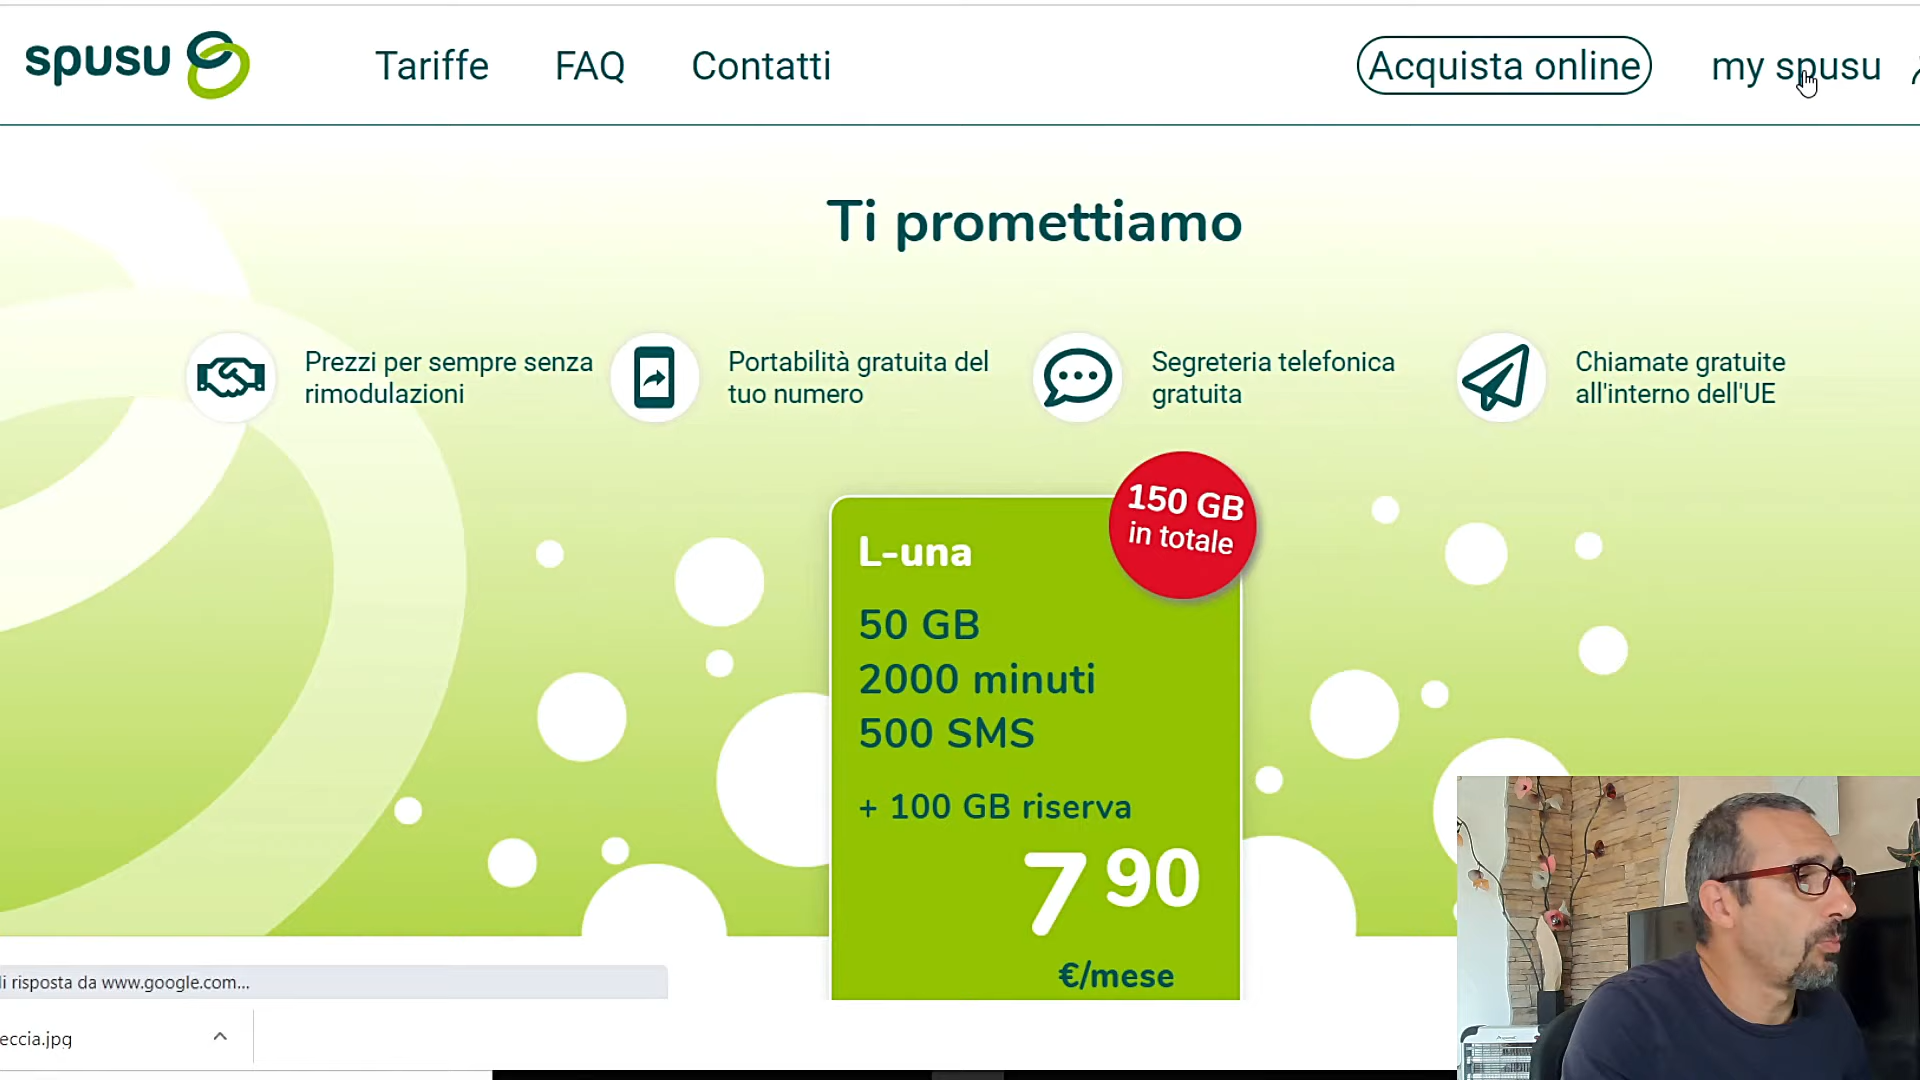 spusu
Tariffe
FAQ
Contatti
Acquista online
my spusu
Ti promettiamo
Prezzi per sempre senza
rimodulazioni
Portabilità gratuita del
tuo numero
Segreteria telefonica
gratuita
Chiamate gratuite
all'interno dell'UE
150 GB
in totale
L-una
50 GB
2000 minuti
500 SMS
+ 100 GB riserva
7 90
€/mese
di risposta da www.google.com...
eccia.jpg